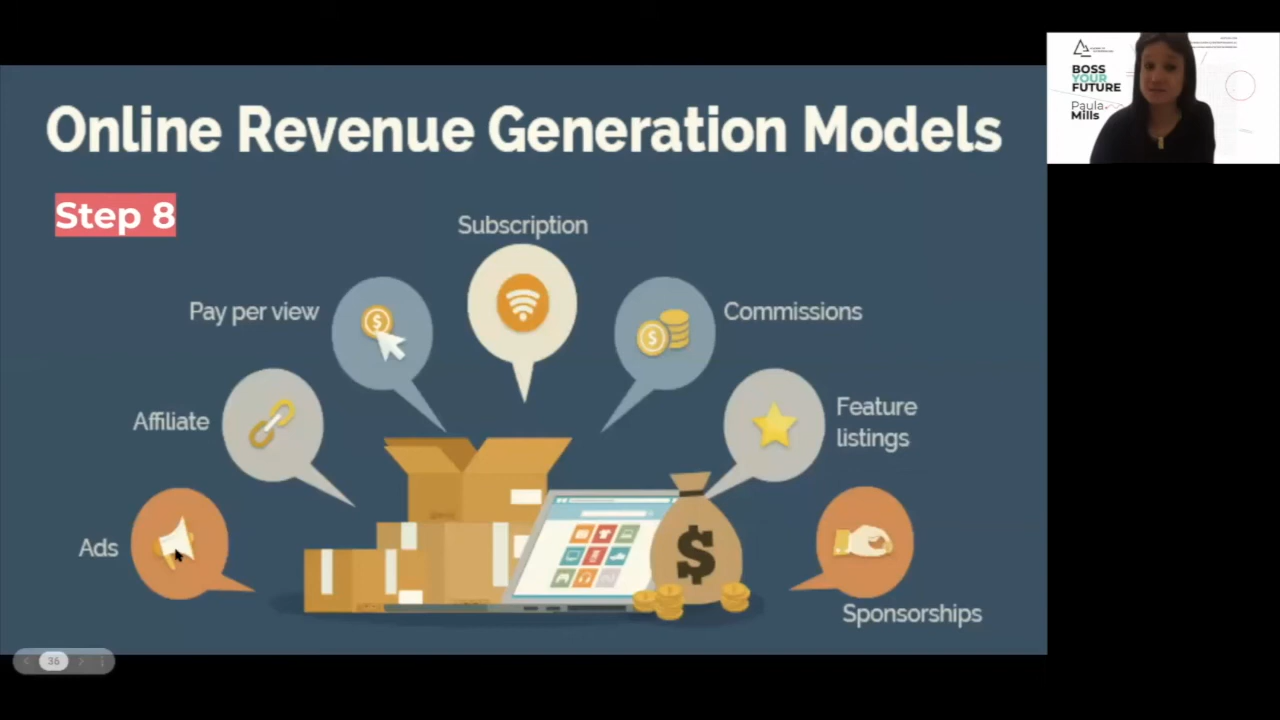 Online Revenue Generation Models
Step 8
Subscription
Pay per view
Commissions
Affiliate
Feature
listings
Ads
$
Sponsorships
36
BOSS
YOUR
FUTURE
Paula
Mills